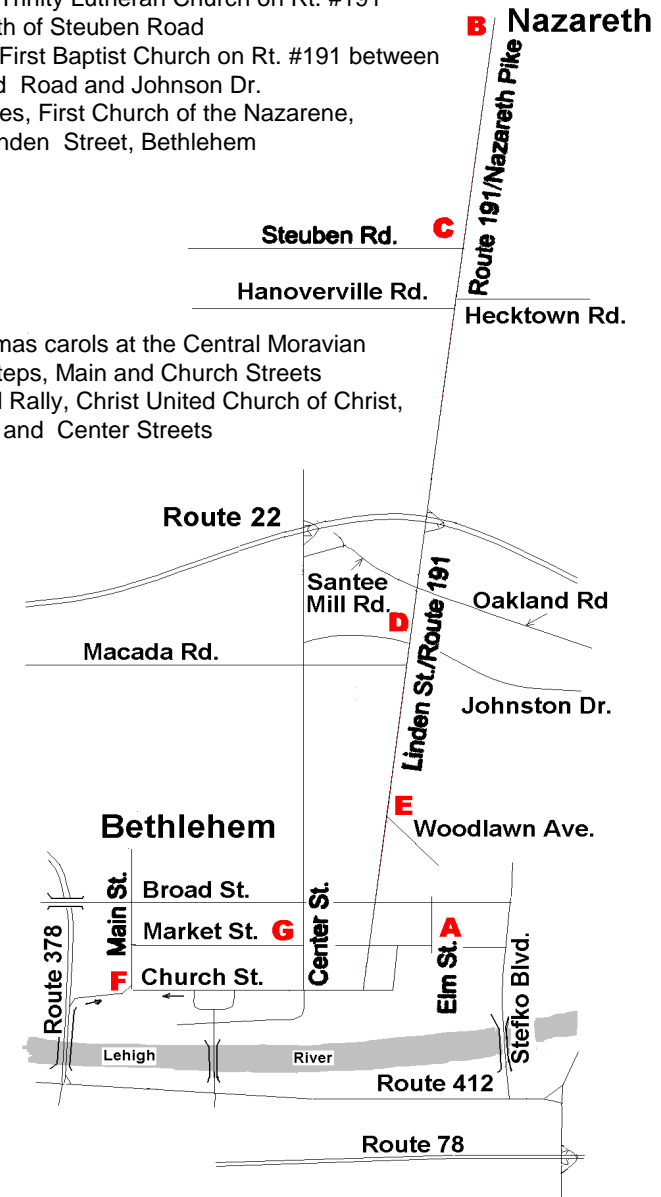 Trinity Lutheran Church on Rt. #191
th of Steuben Road
First Baptist Church on Rt. #191 between
d Road and Johnson Dr.
es, First Church of the Nazarene,
nden Street, Bethlehem
B Nazareth
Route 191/Nazareth Pike
Steuben Rd.
C
Hanoverville Rd.
Hecktown Rd.
mas carols at the Central Moravian
teps, Main and Church Streets
l Rally, Christ United Church of Christ,
and Center Streets
Route 22
Santee
Mill Rd.
Oakland Rd
D
Linden St./Route 191
Macada Rd.
Johnston Dr.
E
Woodlawn Ave.
Bethlehem
Main St.
Broad St.
Center St.
Market St.
G
A
Elm St.
Stefko Blvd.
Route 378
F
Church St.
Lehigh
River
Route 412
Route 78